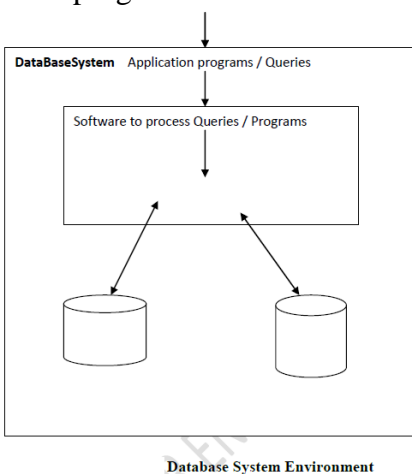 DataBaseSystem Application programs / Queries
Software to process Queries / Programs
Database System Environment